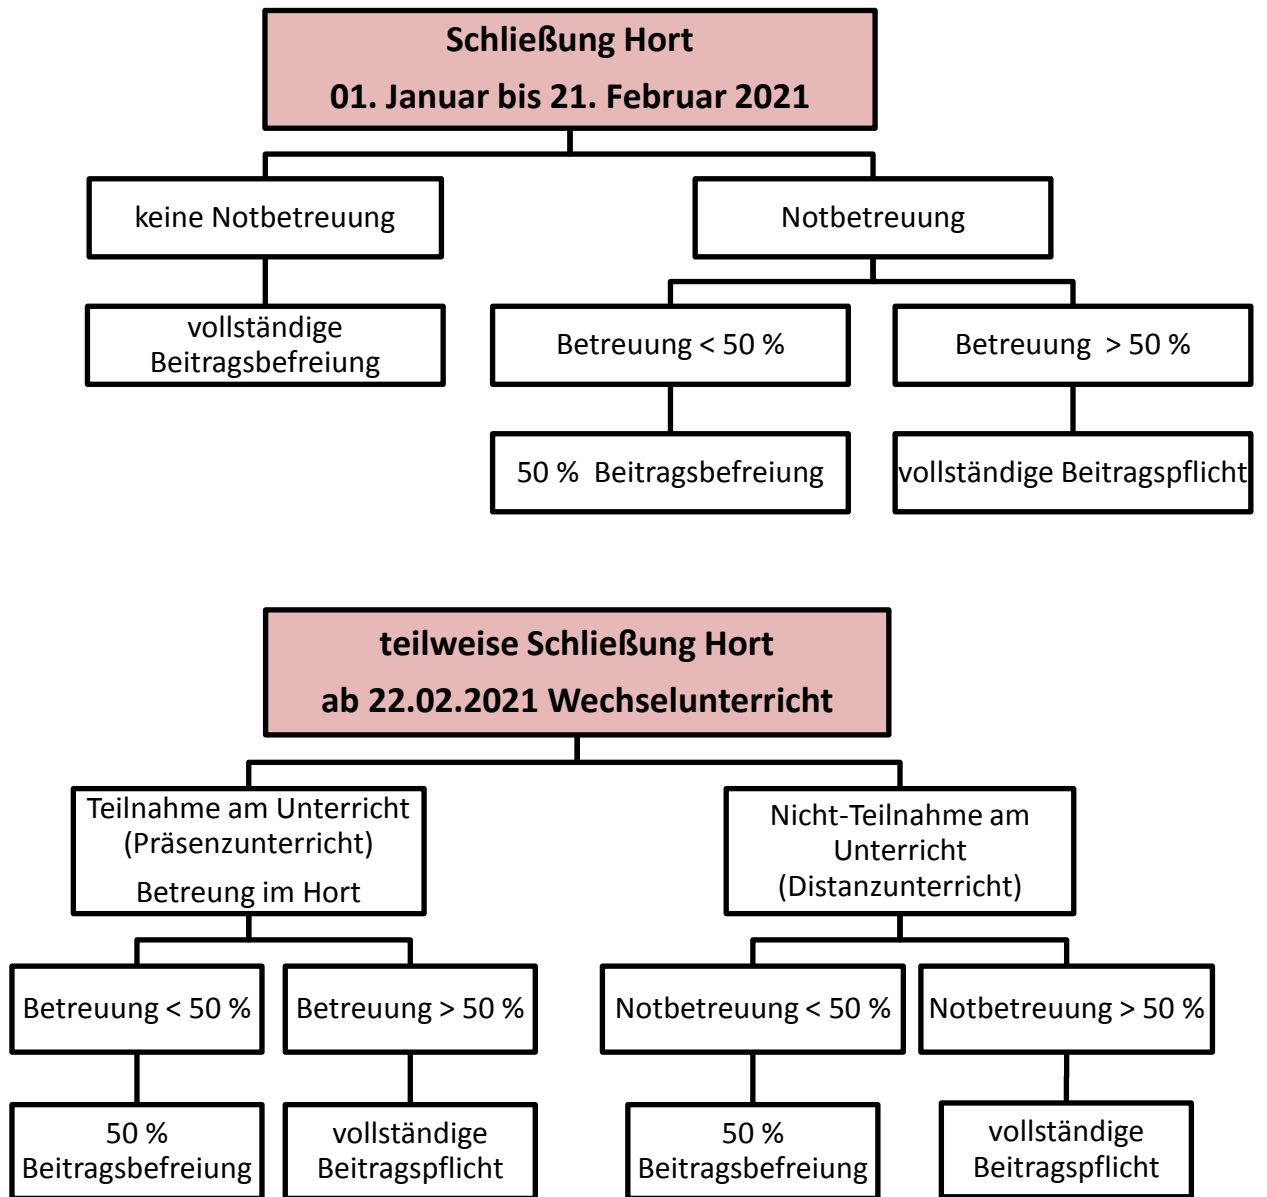 Schließung Hort
01. Januar bis 21. Februar 2021
keine Notbetreuung
Notbetreuung
vollständige
Beitragsbefreiung
Betreuung < 50 %
Betreuung > 50 %
50 % Beitragsbefreiung
vollständige Beitragspflicht
teilweise Schließung Hort
ab 22.02.2021 Wechselunterricht
Teilnahme am Unterricht
(Präsenzunterricht)
Betreung im Hort
Nicht-Teilnahme am
Unterricht
(Distanzunterricht)
Betreuung < 50 %
Betreuung > 50 %
Notbetreuung < 50 %
Notbetreuung > 50 %
50 %
Beitragsbefreiung
vollständige
Beitragspflicht
50 %
Beitragsbefreiung
vollständige
Beitragspflicht